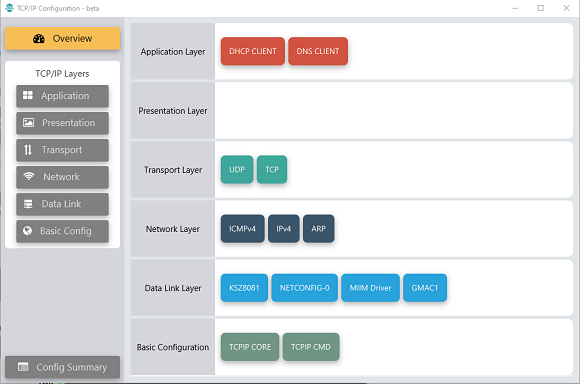 TCP/IP Configuration - beta
Overview
TCP/IP Layers
Application
Presentation
Transport
Network
Data Link
Basic Config
Config Summary
Application Layer
DHCP CLIENT
DNS CLIENT
Presentation Layer
Transport Layer
UDP
TCP
Network Layer
ICMPv4
IPv4
ARP
Data Link Layer
KSZ8081
NETCONFIG-0
MIIM Driver
GMAC1
Basic Configuration
TCPIP CORE
TCPIP CMD